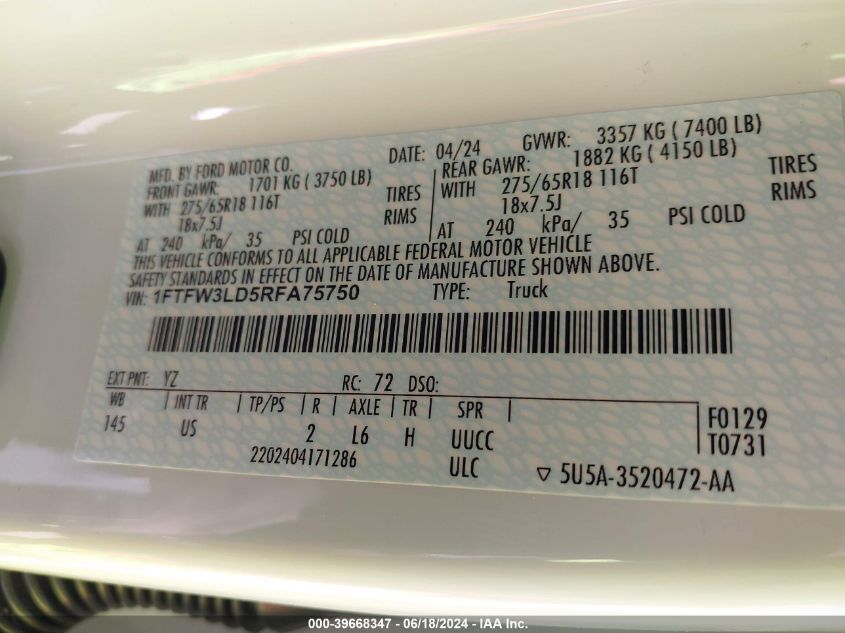 MFD. BY FORD MOTOR CO.
DATE: 04/24 GVWR: 3357 KG ( 7400 LB)
FRONT GAWR: 1701 KG ( 3750 LB)
REAR GAWR: 1882 KG ( 4150 LB)
WITH 275/65R18 116T TIRES
WITH 275/65R18 116T TIRES
18x7.5J RIMS
18x7.5J RIMS
AT 240 kPa/ 35 PSI COLD
AT 240 kPa/ 35 PSI COLD
THIS VEHICLE CONFORMS TO ALL APPLICABLE FEDERAL MOTOR VEHICLE
SAFETY STANDARDS IN EFFECT ON THE DATE OF MANUFACTURE SHOWN ABOVE.
VIN: 1FTFW3LD5RFA75750 TYPE: Truck
EXT PNT: YZ RC: 72 DSO:
WB | INT TR | TP/PS | R | AXLE | TR | SPR |
145 US 2 L6 H UUCC
F0129
T0731
2202404171286 ULC
▽ 5U5A-3520472-AA
000-39668347 - 06/18/2024 - IAA Inc.